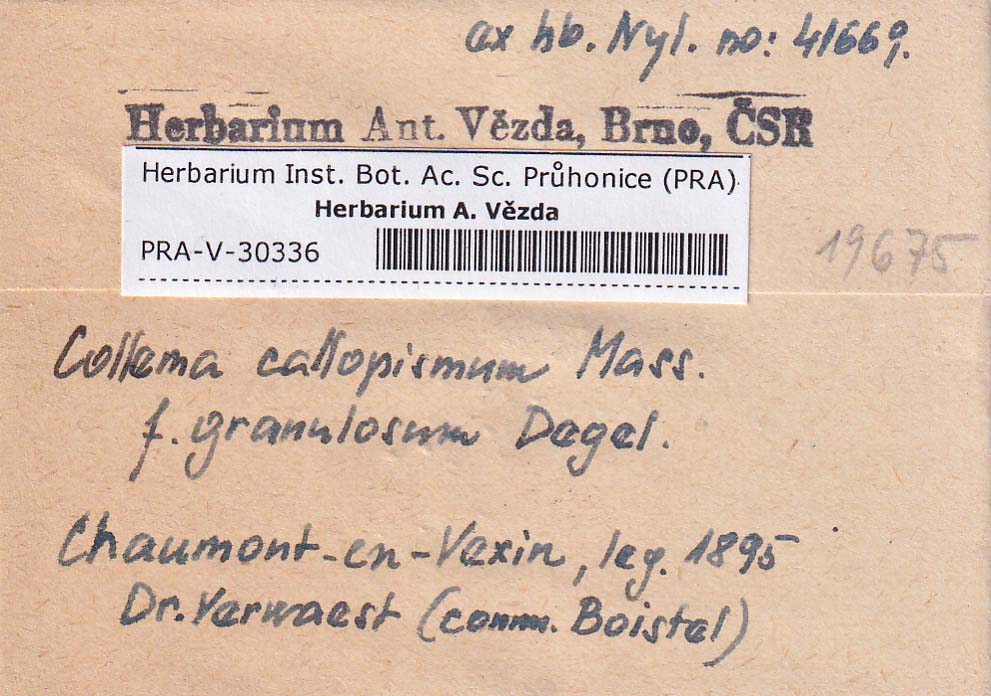 ex hb. Nyl. no: 41669.
Herbarium Ant. Vězda, Brno, ČSR
Herbarium Inst. Bot. Ac. Sc. Průhonice (PRA)
Herbarium A. Vězda
PRA-V-30336
19675
Collema callopismum Mass.
f. granulosum Degel.
Chaumont-en-Vexin, leg. 1895
Dr. Verwaest (comm. Boistel)